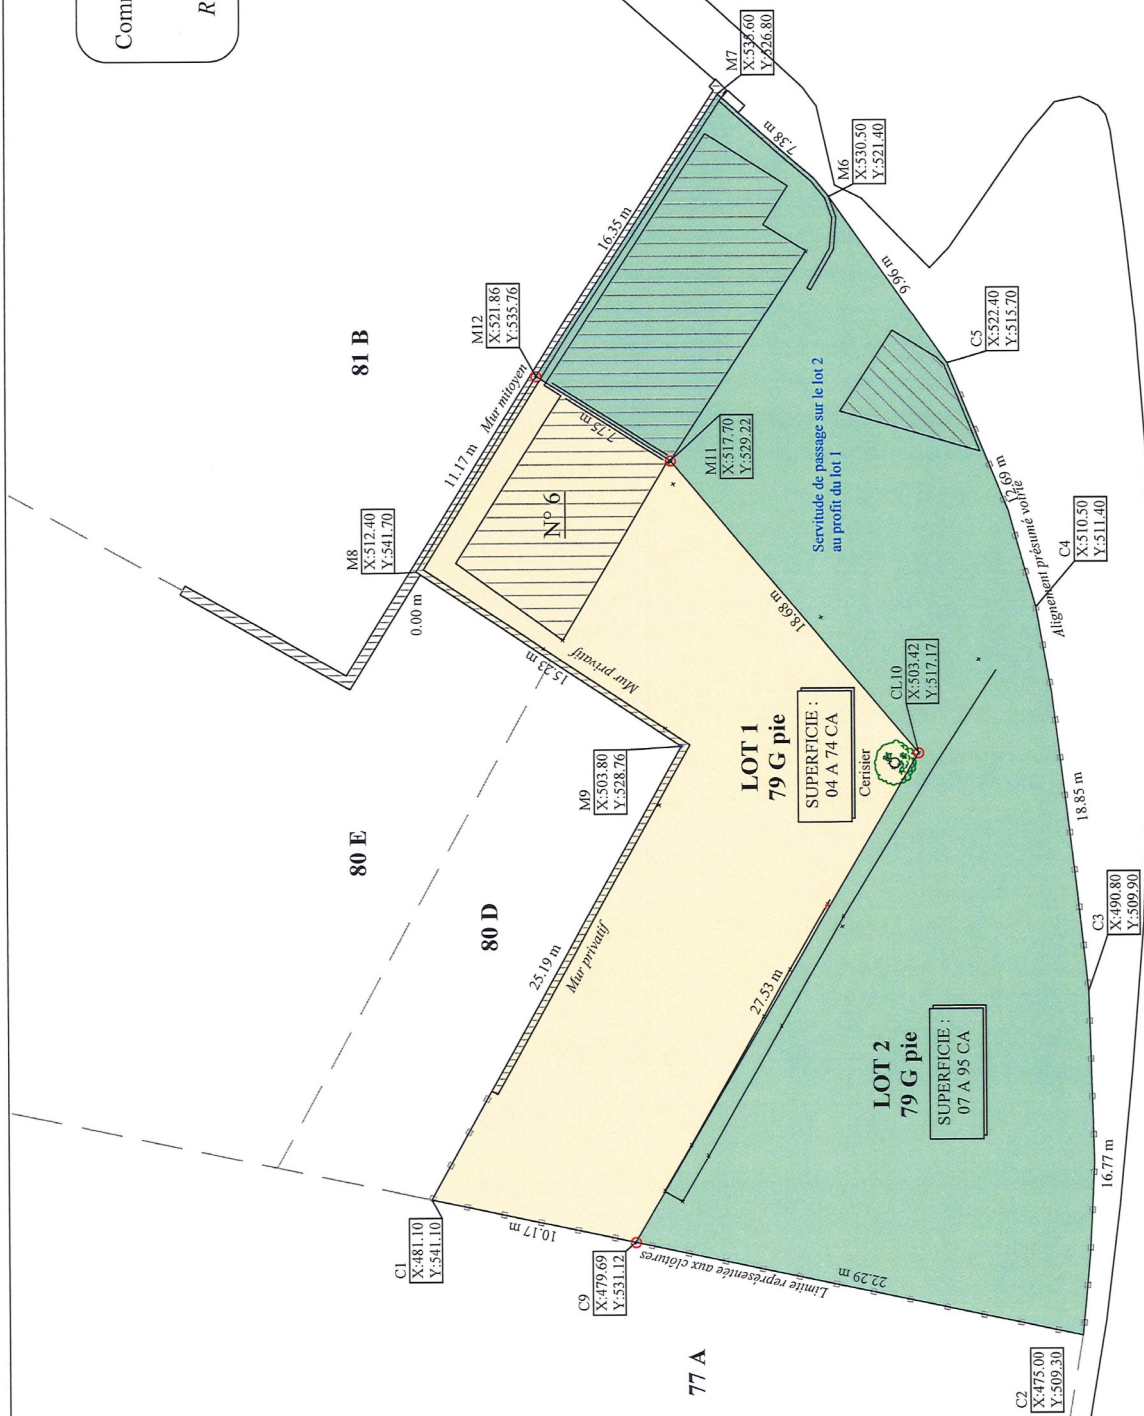 Com
R
M7
X:535.60
Y:526.80
7.38 m
M6
X:530.50
Y:521.40
16.35 m
9.96 m
M12
X:521.86
Y:535.76
81 B
Mur mitoyen
C5
X:522.40
Y:515.70
7.75 m
11.17 m
M11
X:517.70
Y:529.22
Servitude de passage sur le lot 2
au profit du lot 1
N° 6
12.69 m
Alignement présumé voirie
M8
X:512.40
Y:541.70
0.00 m
C4
X:510.50
Y:511.40
18.68 m
15.23 m
Mur privatif
CL10
X:503.42
Y:517.17
M9
X:503.80
Y:528.76
LOT 1
79 G pie
SUPERFICIE :
04 A 74 CA
Cerisier
18.85 m
80 E
80 D
25.19 m
Mur privatif
C3
X:490.80
Y:509.90
27.53 m
LOT 2
79 G pie
SUPERFICIE :
07 A 95 CA
16.77 m
C1
X:481.10
Y:541.10
10.17 m
C9
X:479.69
Y:531.12
Limite représentée aux clôtures
22.29 m
77 A
C2
X:475.00
Y:509.30